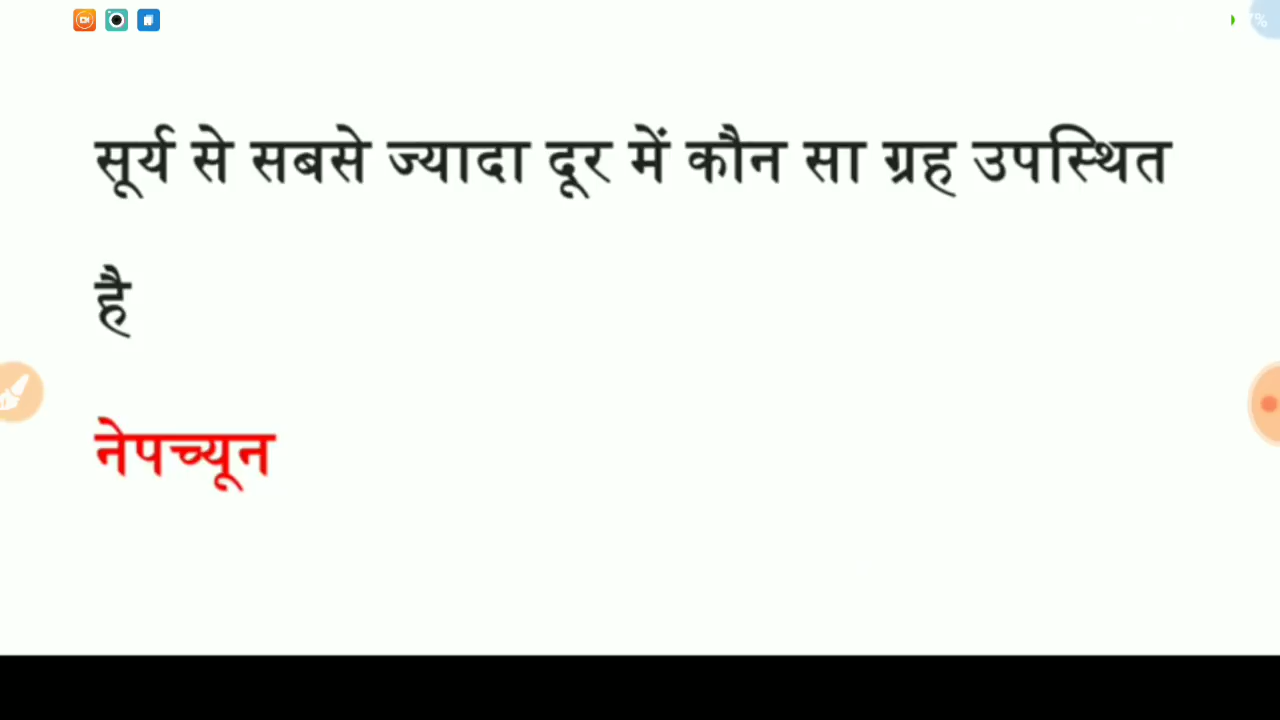 सूर्य से सबसे ज्यादा दूर में कौन सा ग्रह उपस्थित
है
नेपच्यून